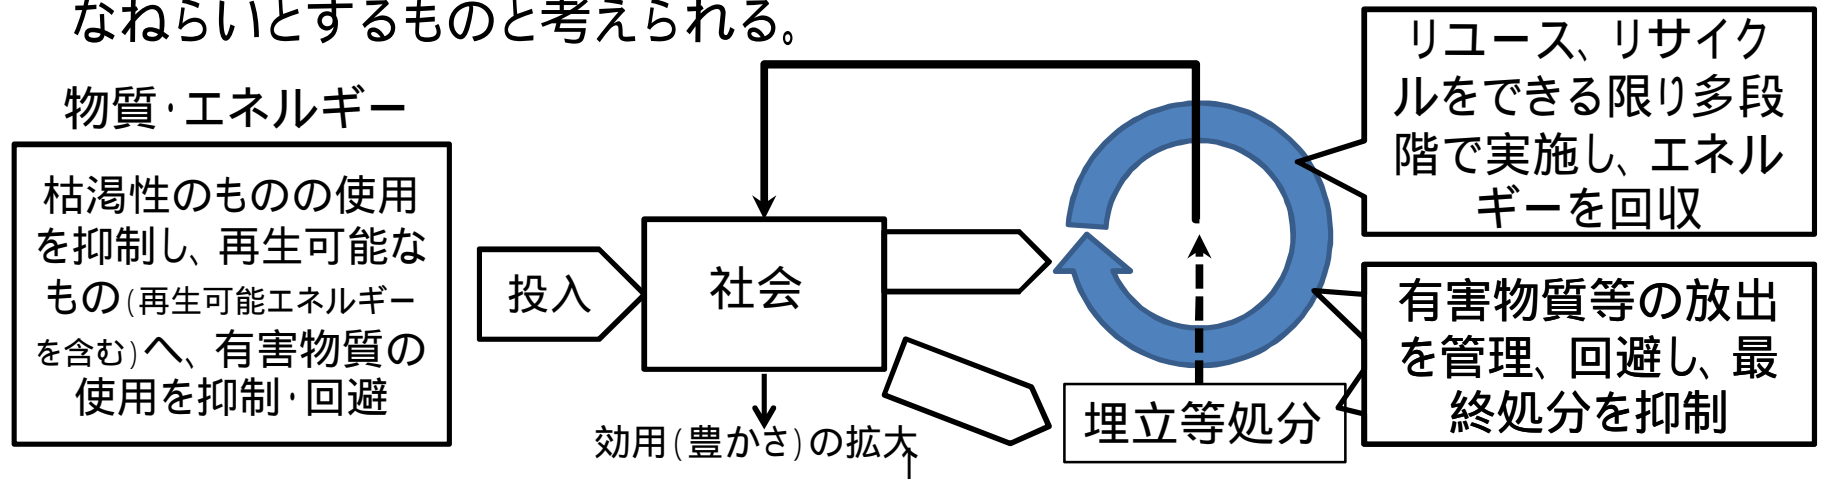 なねらいとするものと考えられる。
物質・エネルギー
枯渇性のものの使用
を抑制し、再生可能な
もの(再生可能エネルギー
を含む)へ、有害物質の
使用を抑制・回避
投入
社会
効用(豊かさ)の拡大
リユース、リサイク
ルをできる限り多段
階で実施し、エネル
ギーを回収
有害物質等の放出
を管理、回避し、最
終処分を抑制
埋立等処分